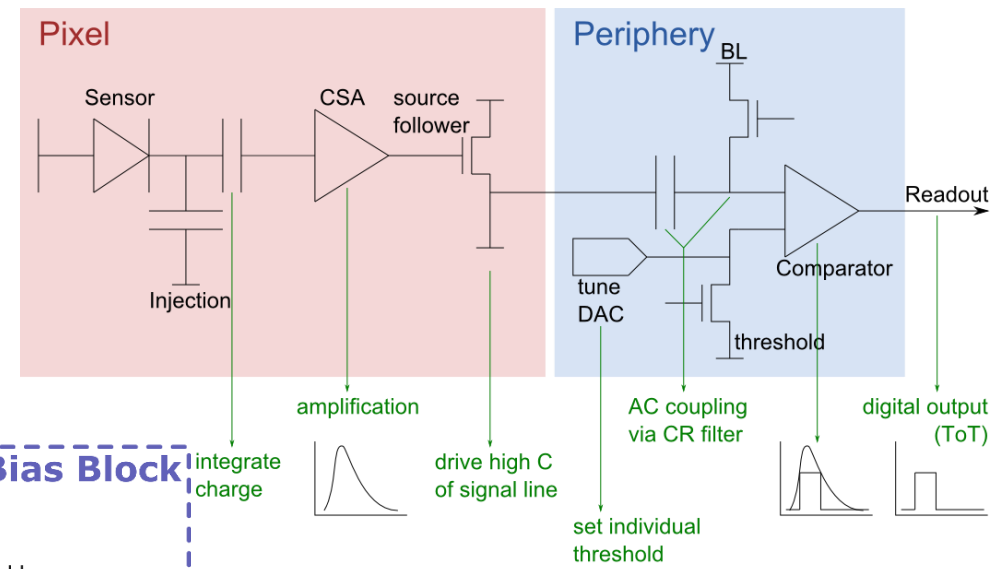 Pixel
Periphery
BL
Sensor
CSA
source
follower
Readout
Injection
tune
DAC
Comparator
threshold
amplification
AC coupling
via CR filter
digital output
(ToT)
Bias Block
integrate
charge
drive high C
of signal line
set individual
threshold